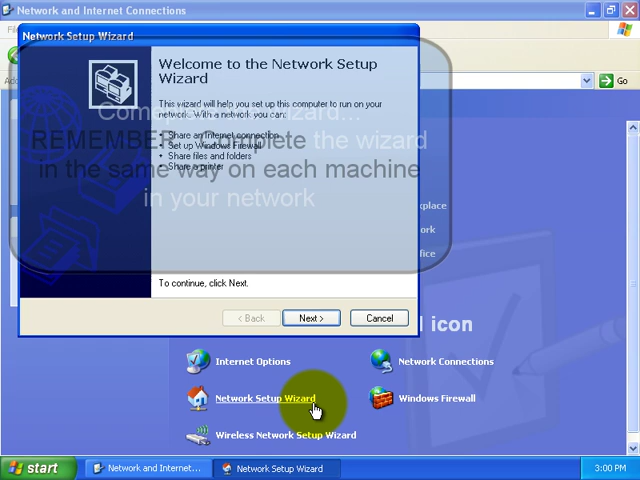 Network and Internet Connections
Network Setup Wizard
Welcome to the Network Setup
Wizard
This wizard will help you set up this computer to run on your
network. With a network you can:
• Share an Internet connection
• Set up Windows Firewall
• Share files and folders
• Share a printer
wizard...
REMEMBER complete the wizard
in the same way on each machine
in your network
To continue, click Next.
< Back
Next >
Cancel
Go
icon
Internet Options
Network Connections
Network Setup Wizard
Windows Firewall
Wireless Network Setup Wizard
start
Network and Internet...
Network Setup Wizard
3:00 PM